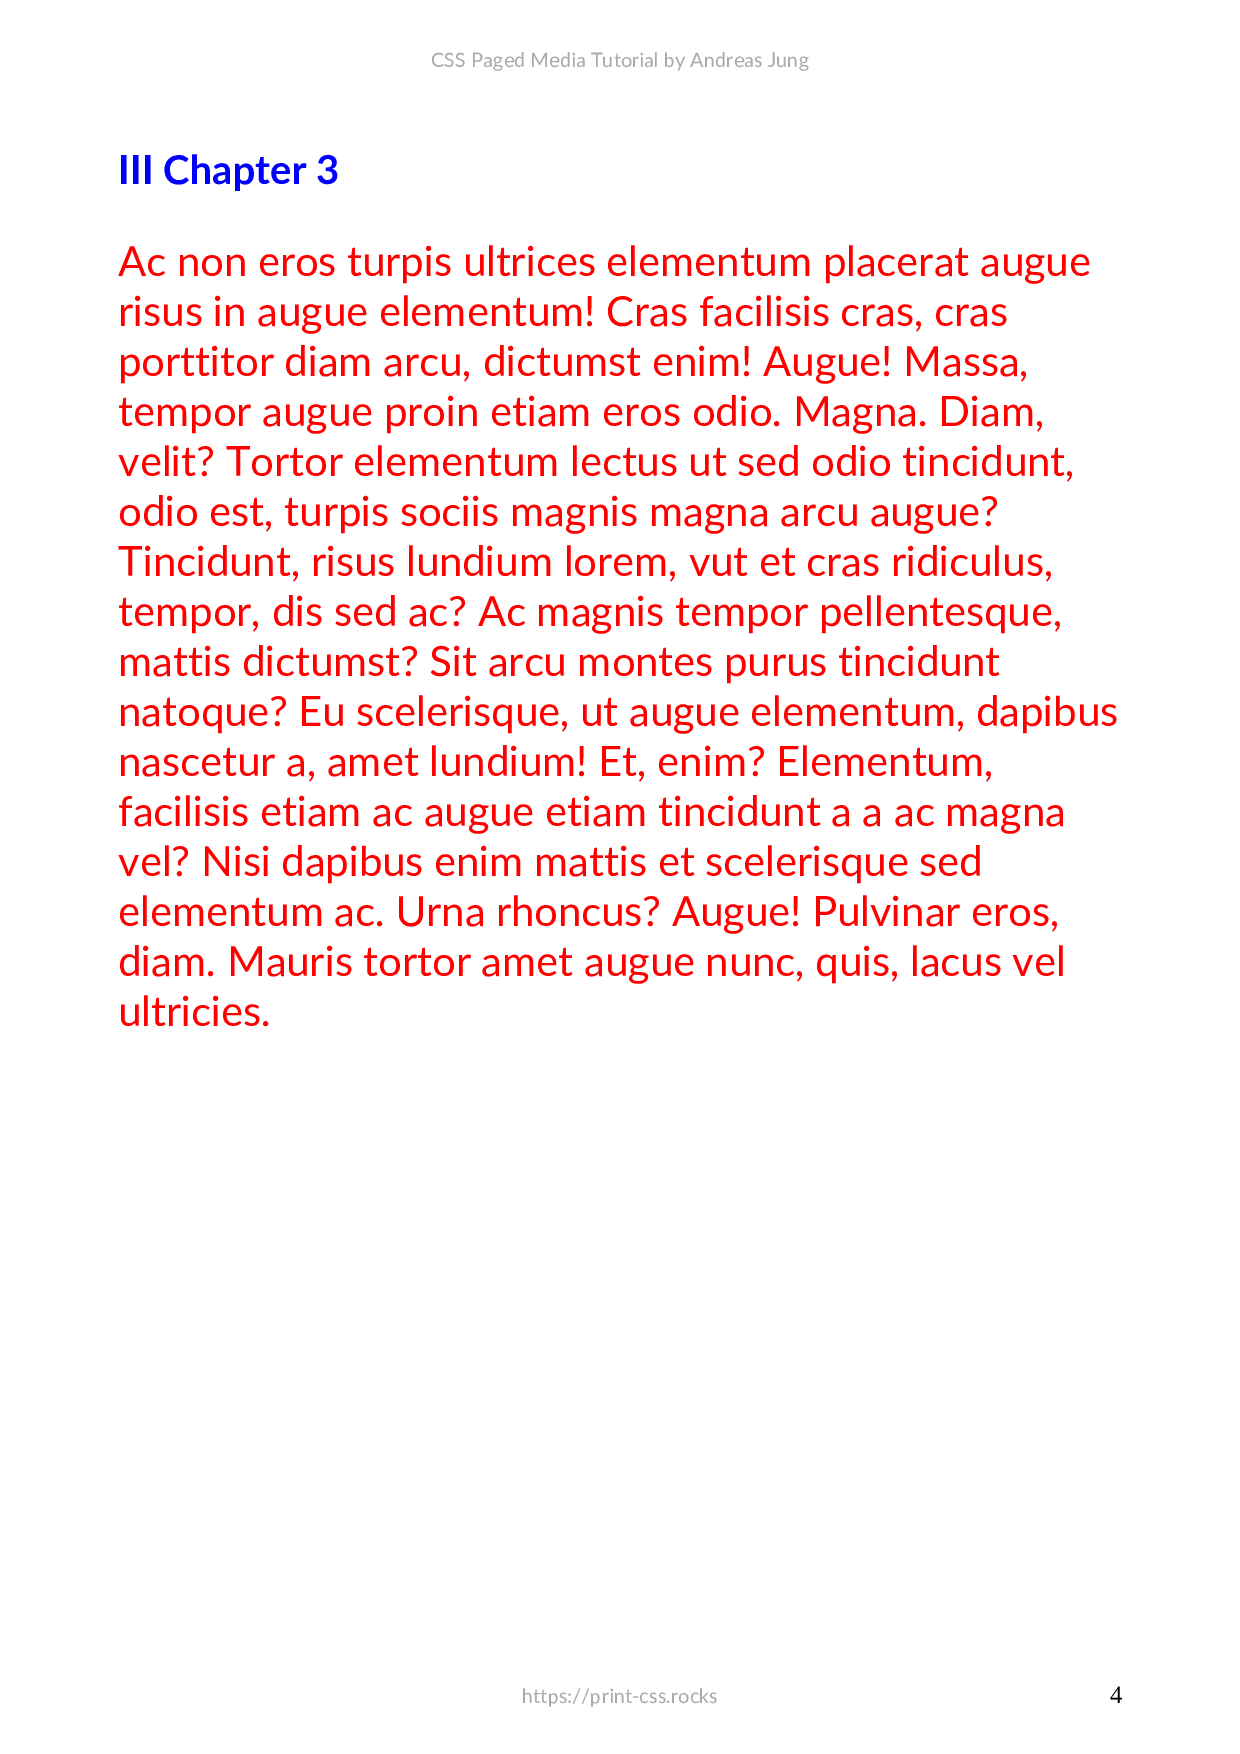 CSS Paged Media Tutorial by Andreas Jung
III Chapter 3
Ac non eros turpis ultrices elementum placerat augue
risus in augue elementum! Cras facilisis cras, cras
porttitor diam arcu, dictumst enim! Augue! Massa,
tempor augue proin etiam eros odio. Magna. Diam,
velit? Tortor elementum lectus ut sed odio tincidunt,
odio est, turpis sociis magnis magna arcu augue?
Tincidunt, risus lundium lorem, vut et cras ridiculus,
tempor, dis sed ac? Ac magnis tempor pellentesque,
mattis dictumst? Sit arcu montes purus tincidunt
natoque? Eu scelerisque, ut augue elementum, dapibus
nascetur a, amet lundium! Et, enim? Elementum,
facilisis etiam ac augue etiam tincidunt a a ac magna
vel? Nisi dapibus enim mattis et scelerisque sed
elementum ac. Urna rhoncus? Augue! Pulvinar eros,
diam. Mauris tortor amet augue nunc, quis, lacus vel
ultricies.
https://print-css.rocks
4